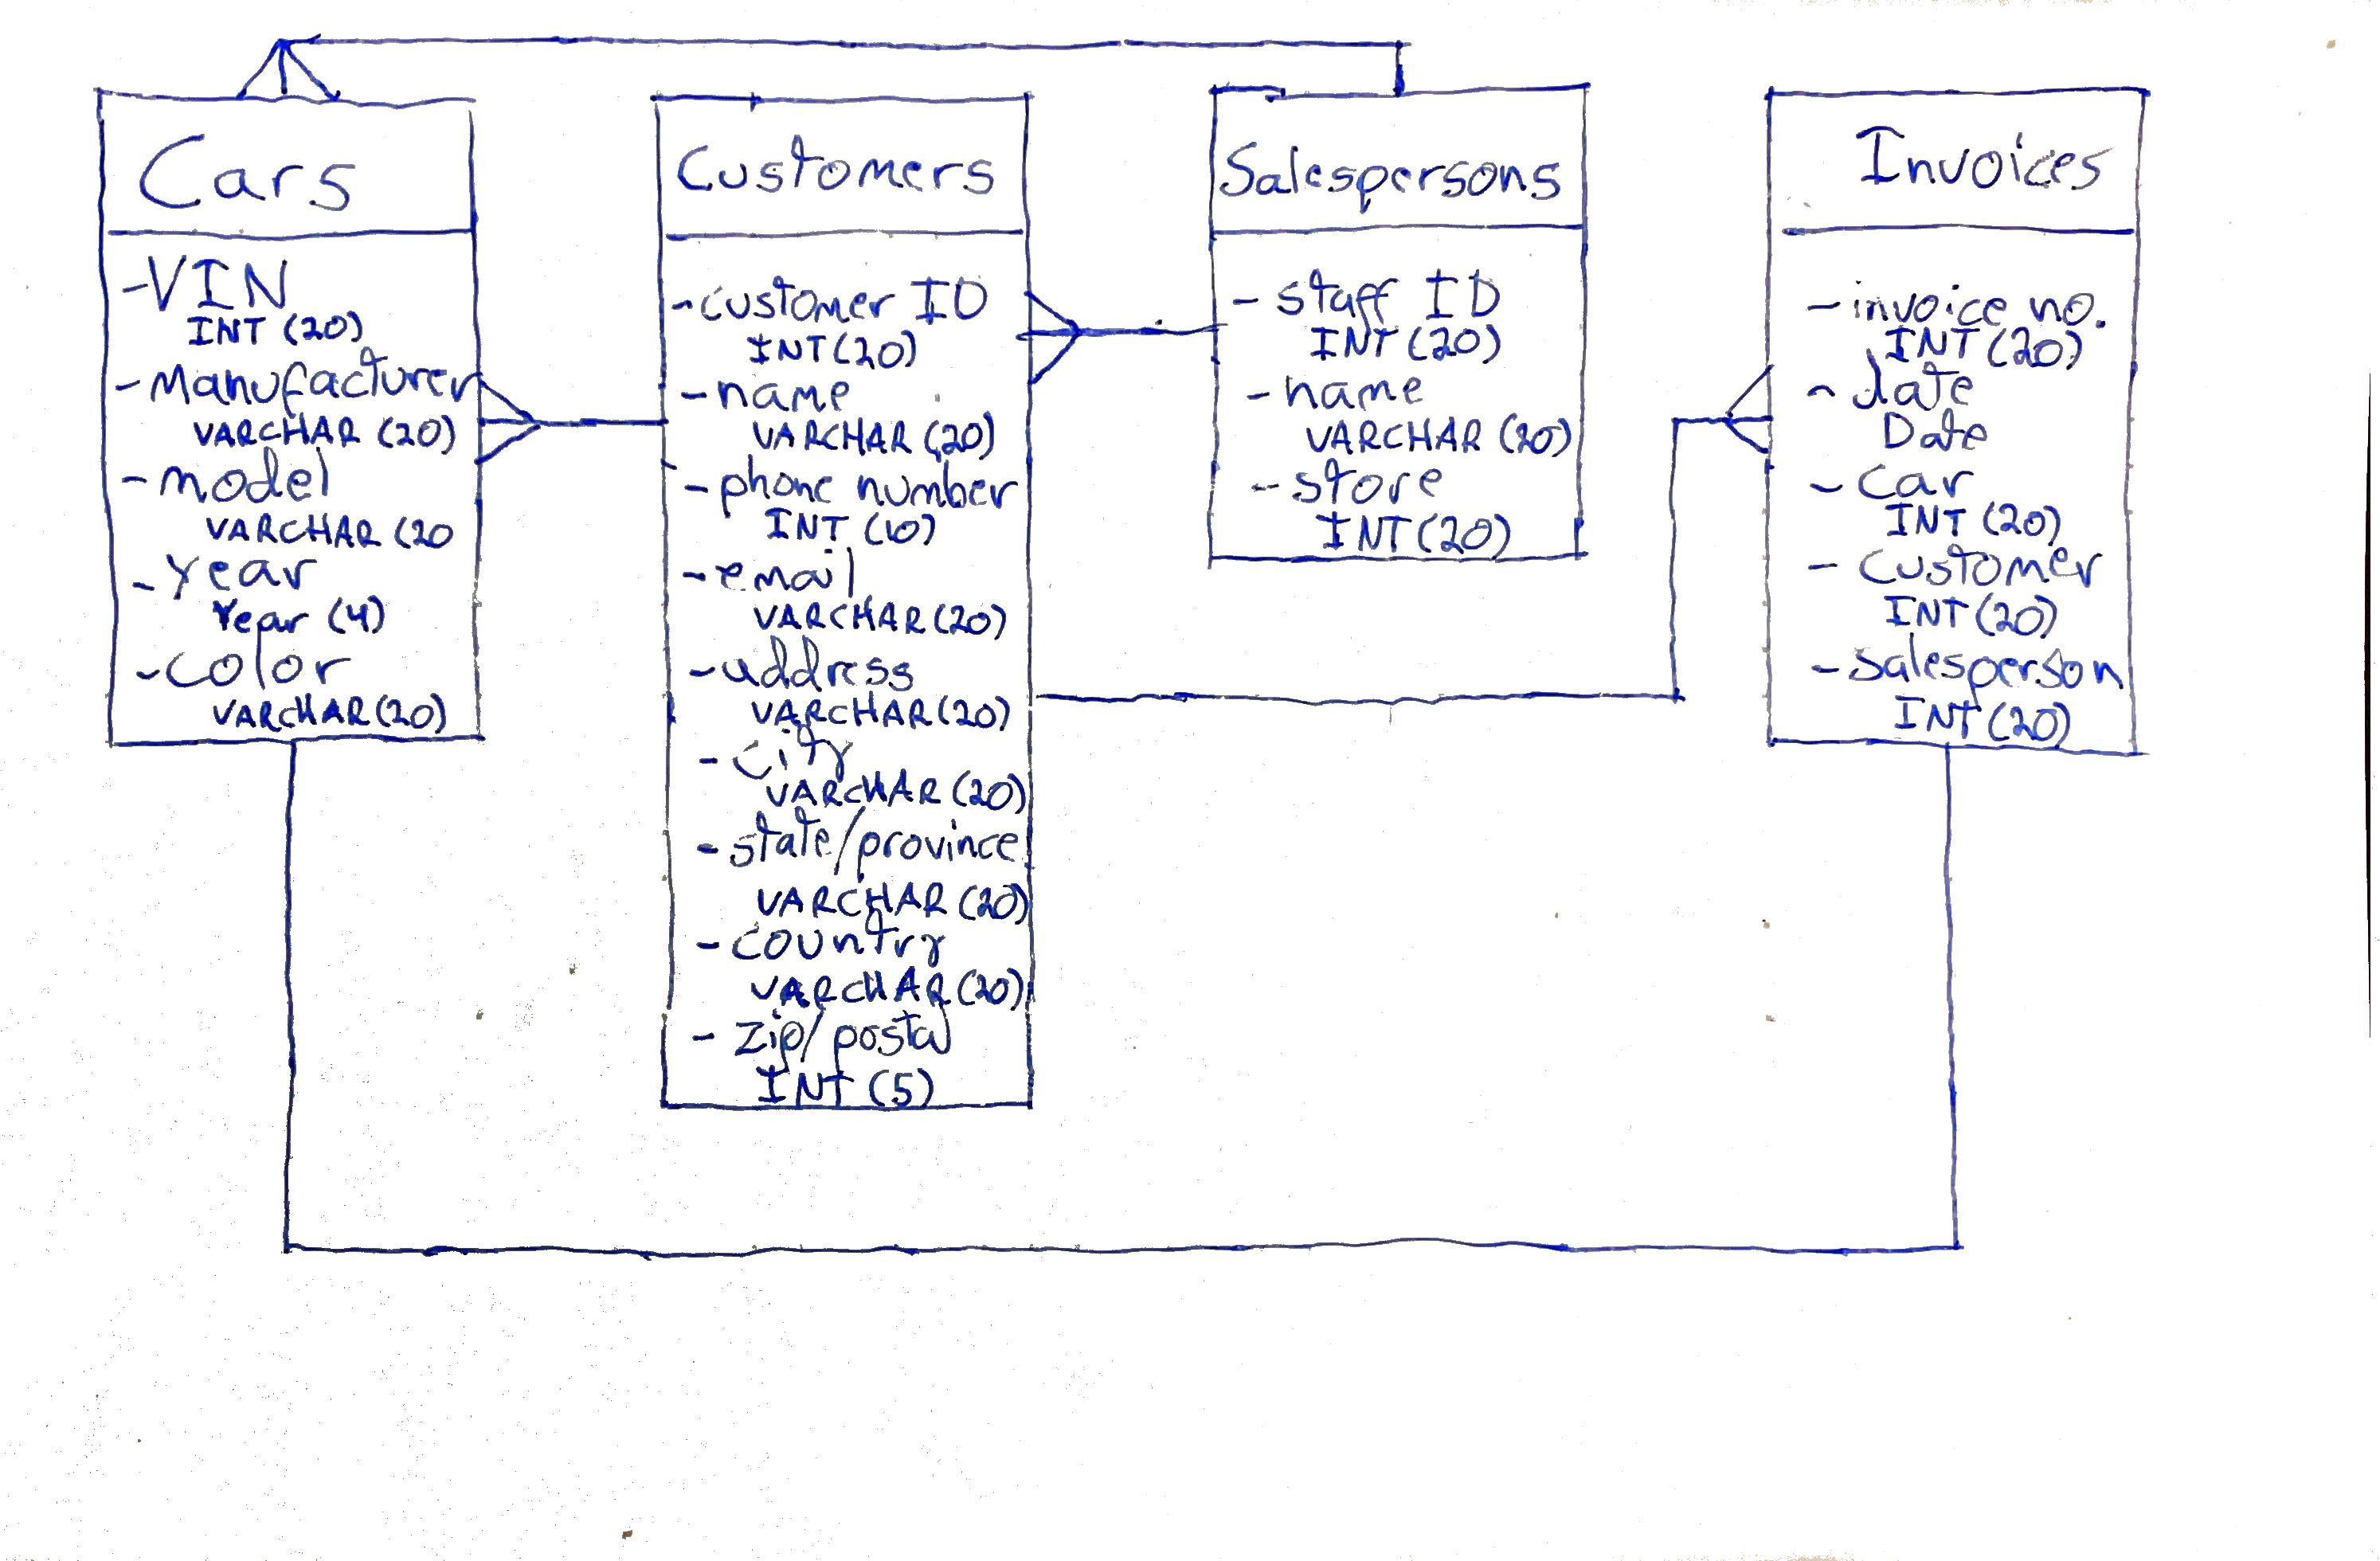 Cars
-VIN
INT (20)
-Manufacturer
VARCHAR (20)
-model
VARCHAR (20
-Year
Year (4)
-color
VARCHAR (20)
Customers
-customer ID
INT (20)
-name
VARCHAR (20)
-phone number
INT (10)
-email
VARCHAR (20)
-address
VARCHAR (20)
-city
VARCHAR (20)
-state/province
VARCHAR (20)
-country
VARCHAR (20)
-zip/postal
INT (5)
Salespersons
-staff ID
INT (20)
-name
VARCHAR (20)
-store
INT (20)
Invoices
-invoice no.
INT (20)
-date
Date
-car
INT (20)
-customer
INT (20)
-salesperson
INT (20)